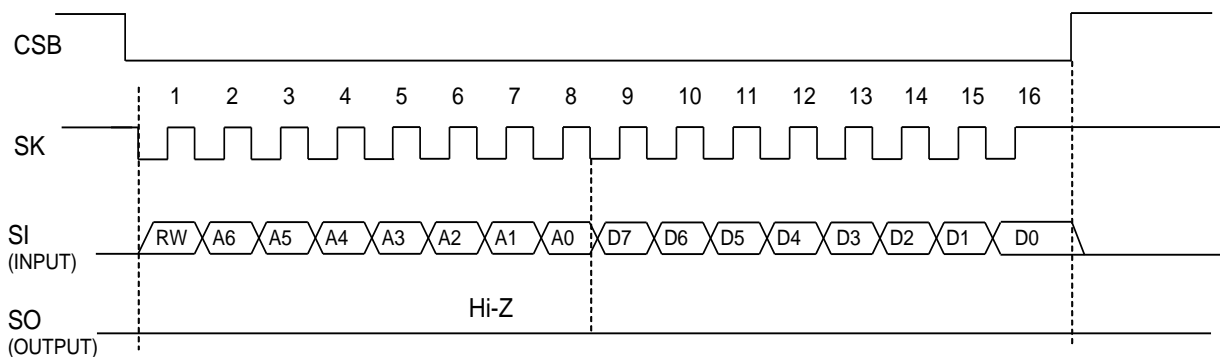 CSB
1 2 3 4 5 6 7 8 9 10 11 12 13 14 15 16
SK
SI
(INPUT)
RW A6 A5 A4 A3 A2 A1 A0 D7 D6 D5 D4 D3 D2 D1 D0
Hi-Z
SO
(OUTPUT)